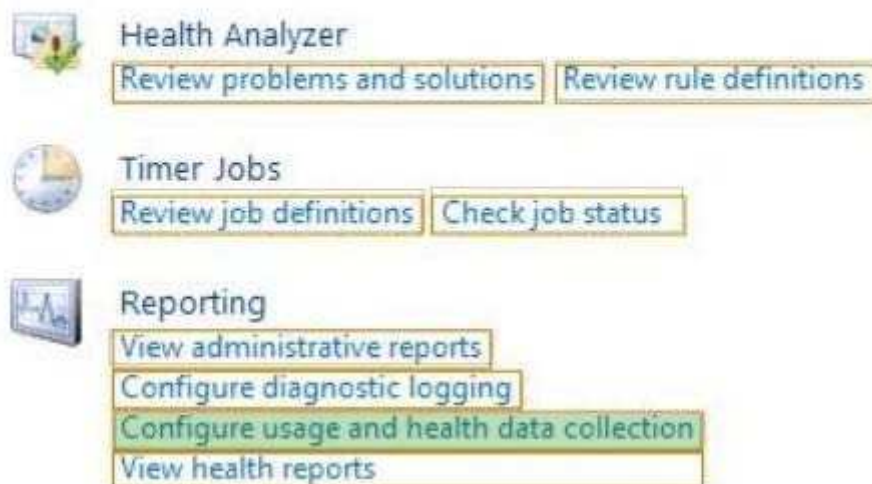 Health Analyzer
Review problems and solutions Review rule definitions
Timer Jobs
Review job definitions Check job status
Reporting
View administrative reports
Configure diagnostic logging
Configure usage and health data collection
View health reports